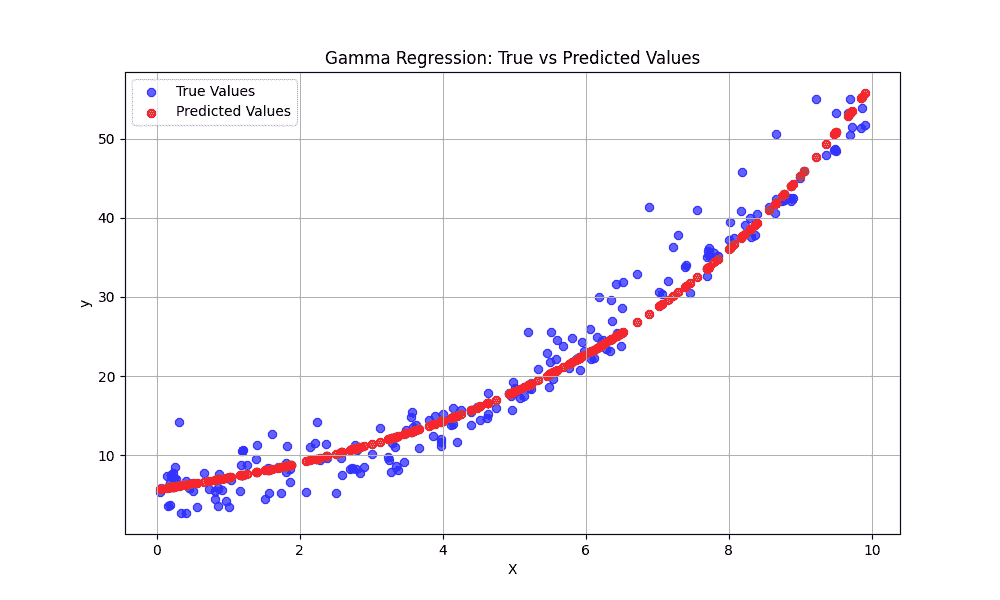 Gamma Regression: True vs Predicted Values
True Values
Predicted Values
50
40
30
20
10
y
0 2 4 6 8 10
X